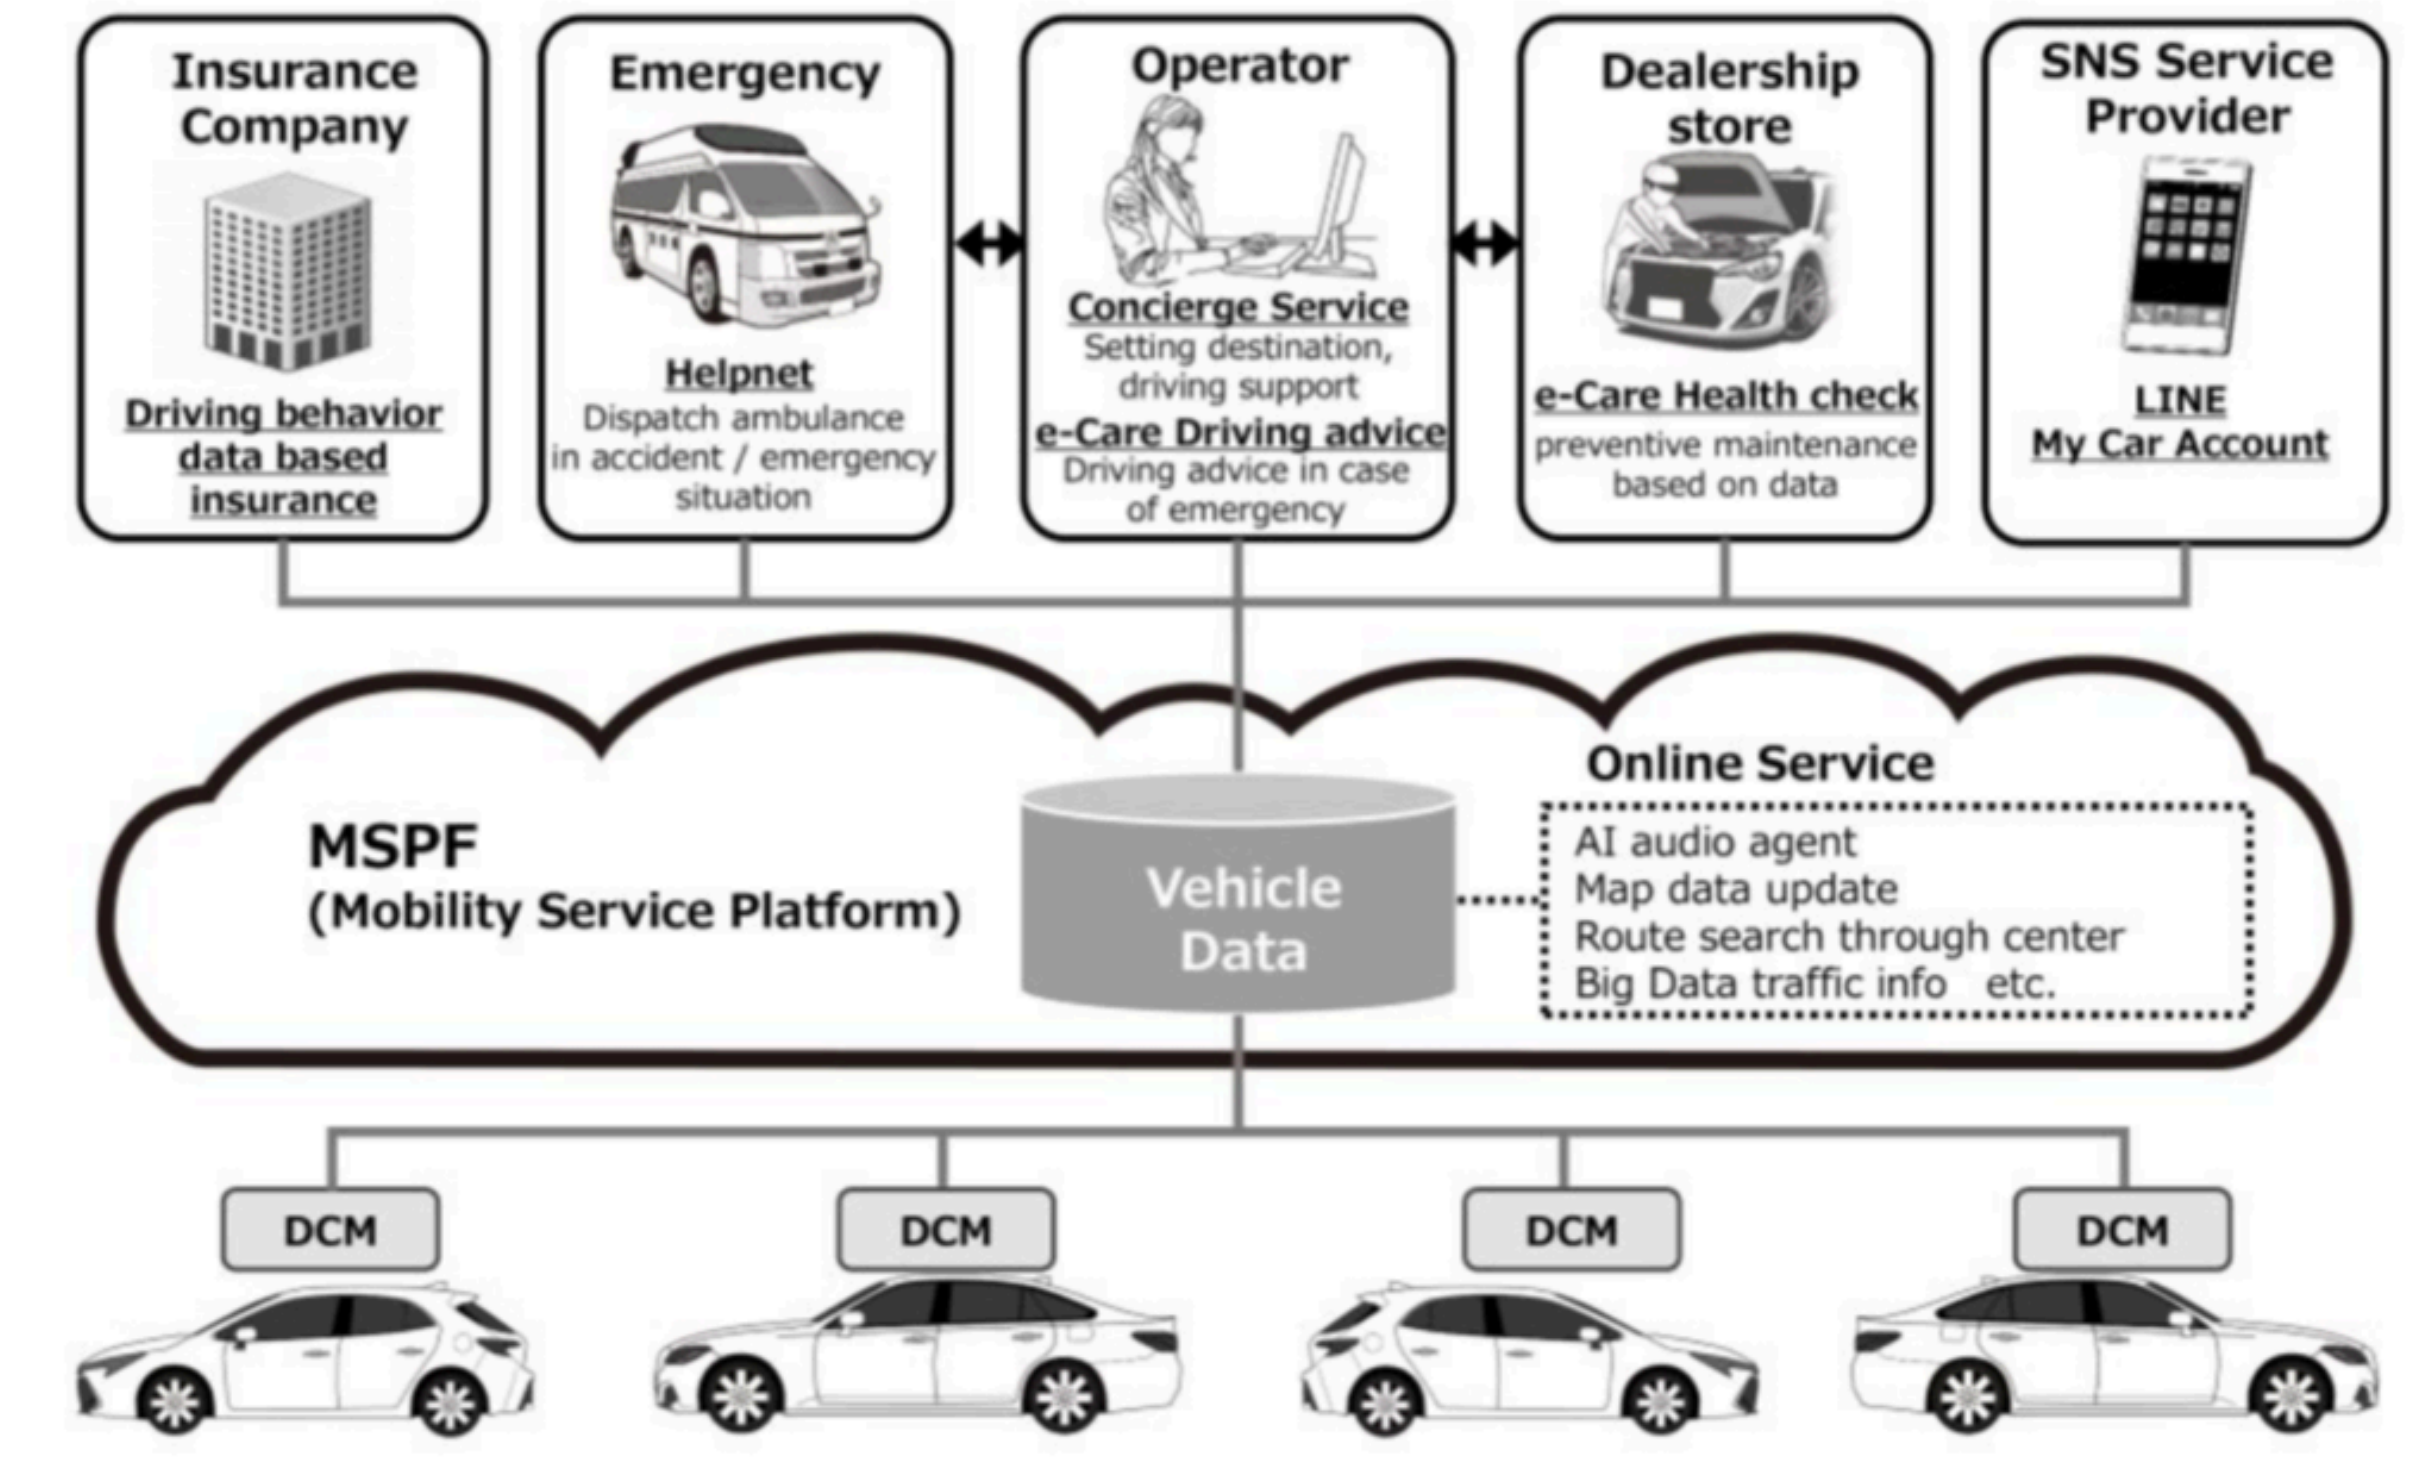 Insurance
Company
Driving behavior
data based
insurance
Emergency
Helpnet
Dispatch ambulance
in accident / emergency
situation
Operator
Concierge Service
Setting destination,
driving support
e-Care Driving advice
Driving advice in case
of emergency
Dealership
store
e-Care Health check
preventive maintenance
based on data
SNS Service
Provider
LINE
My Car Account
MSPF
(Mobility Service Platform)
Vehicle
Data
Online Service
AI audio agent
Map data update
Route search through center
Big Data traffic info etc.
DCM
DCM
DCM
DCM